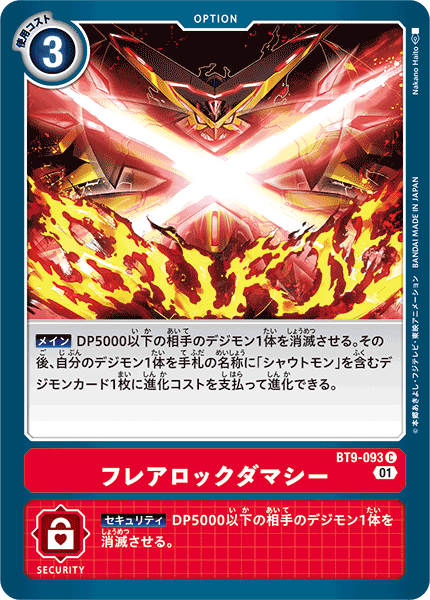 OPTION
使用コスト
3
Nakano Haito
©本郷あきよし・フジテレビ・東映アニメーション BANDAI MADE IN JAPAN
BURN
メイン DP5000以下の相手のデジモン1体を消滅させる。その
後、自分のデジモン1体を手札の名称に「シャウトモン」を含むデ
ジモンカード1枚に進化コストを支払って進化できる。
BT9-093 C
フレアロックダマシー
01
セキュリティ DP5000以下の相手のデジモン1体を
消滅させる。
SECURITY